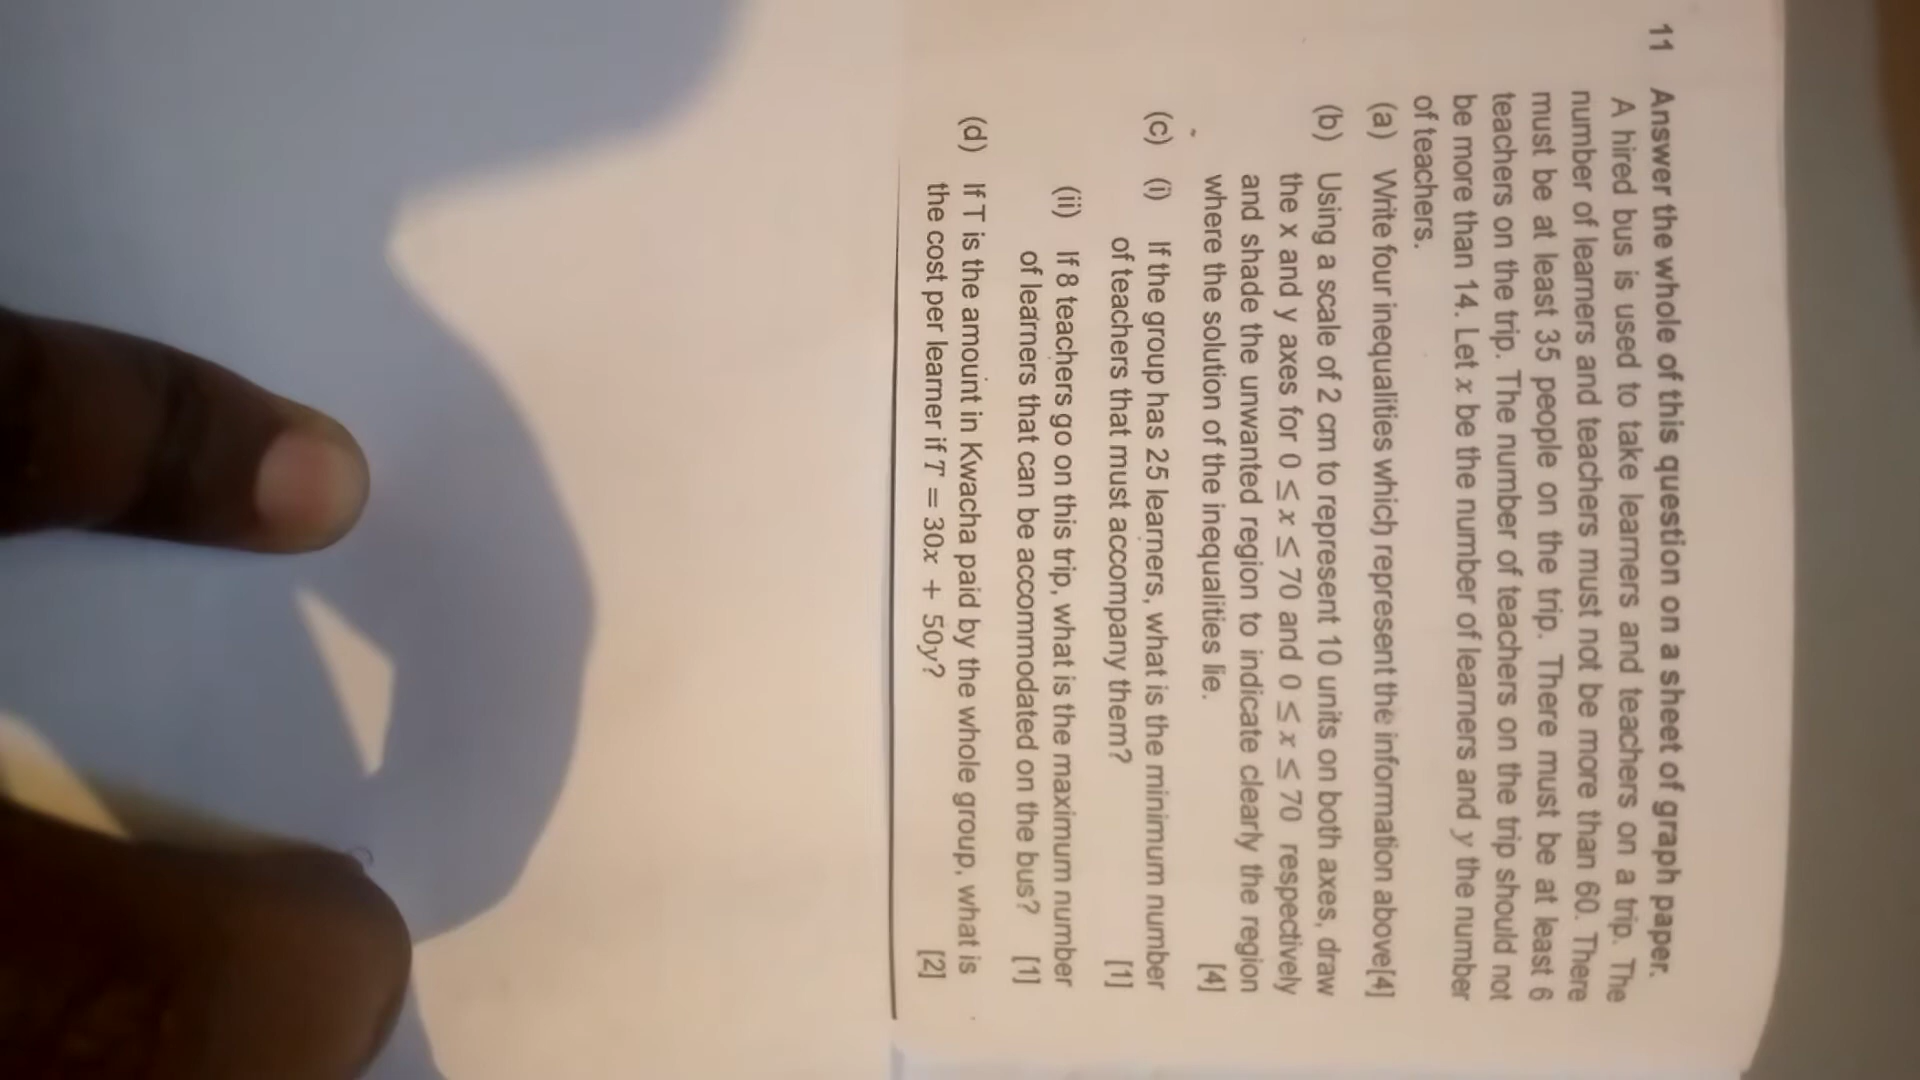 11 Answer the whole of this question on a sheet of graph paper.
A hired bus is used to take learners and teachers on a trip. The
number of learners and teachers must not be more than 60. There
must be at least 35 people on the trip. There must be at least 6
teachers on the trip. The number of teachers on the trip should not
be more than 14. Let x be the number of learners and y the number
of teachers.
(a) Write four inequalities which represent the information above[4]
(b) Using a scale of 2 cm to represent 10 units on both axes, draw
the x and y axes for 0 ≤ x ≤ 70 and 0 ≤ x ≤ 70 respectively
and shade the unwanted region to indicate clearly the region
where the solution of the inequalities lie. [4]
(c) (i) If the group has 25 learners, what is the minimum number
of teachers that must accompany them? [1]
(ii) If 8 teachers go on this trip, what is the maximum number
of learners that can be accommodated on the bus? [1]
(d) If T is the amount in Kwacha paid by the whole group, what is
the cost per learner if T = 30x + 50y? [2]